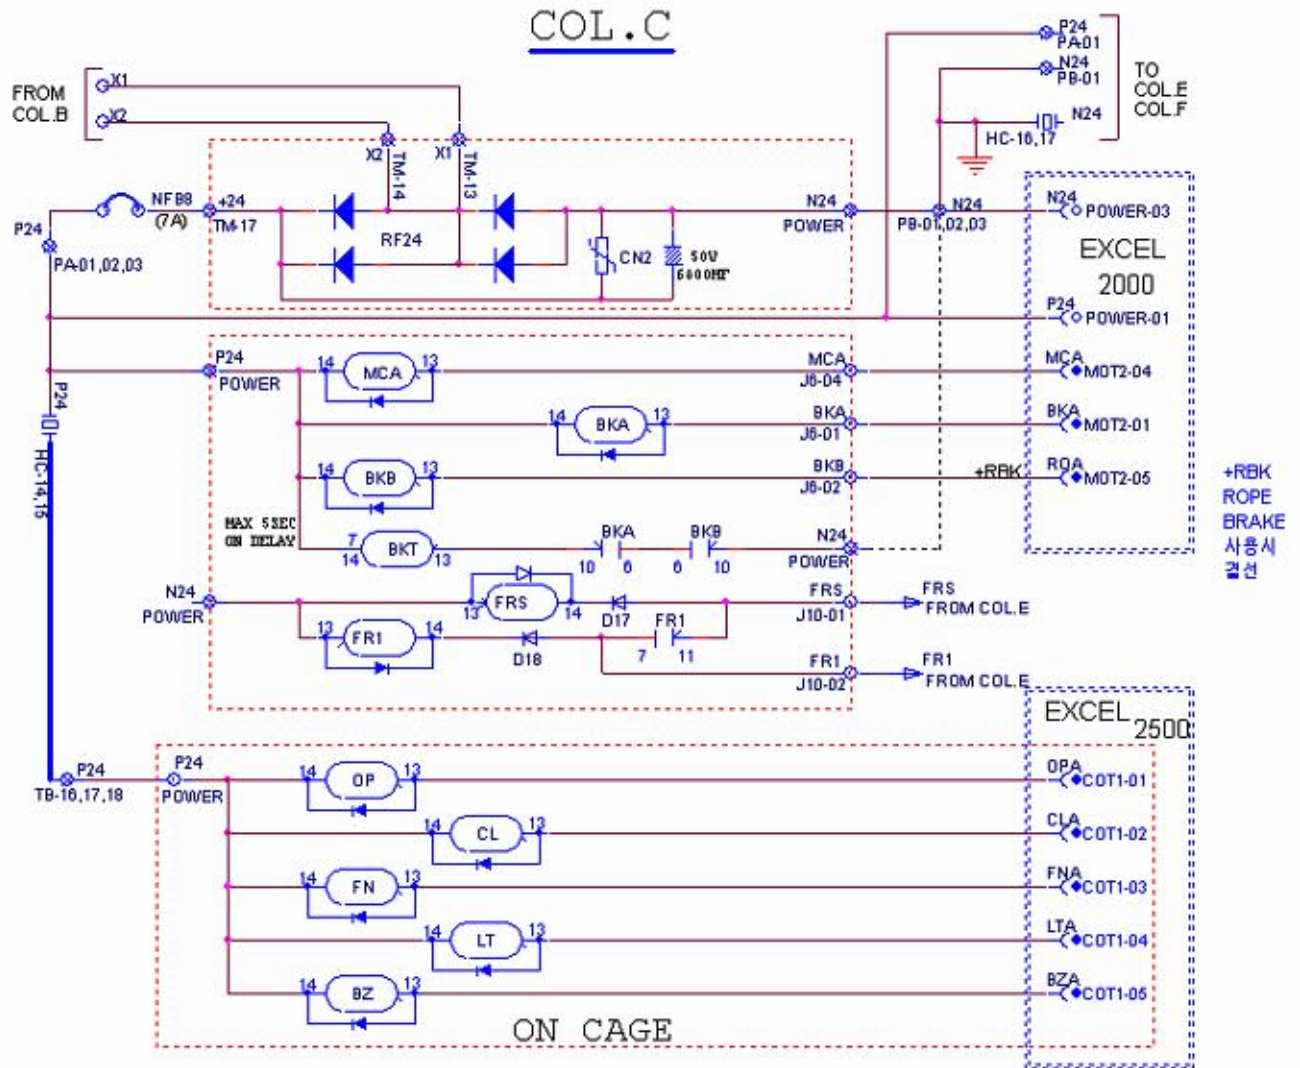 COL.C
FROM
COL.B
X1
X2
P24
PA-01
N24
PB-01
N24
HC-16,17
TO
COL.E
COL.F
X2
TM-14
X1
TM-13
NFB8
(7A)
+24
TM-17
RF24
CN2
50V
6800MF
N24
POWER
N24
PB-01,02,03
N24
POWER-03
P24
PA-01,02,03
EXCEL
2000
P24
POWER-01
P24
POWER
14
MCA
13
MCA
J6-04
MCA
MOT2-04
14
BKA
13
BKA
J6-01
BKA
MOT2-01
P24
HC-14,15
14
BKB
13
BKB
J6-02
+RBK
ROA
MOT2-05
+RBK
ROPE
BRAKE
사용시
결선
MAX 5SEC
ON DELAY
7
14
BKT
13
BKA
10
6
BKB
6
10
N24
POWER
N24
POWER
13
FRS
14
D17
FRS
J10-01
FRS
FROM COL.E
13
FR1
14
D18
FR1
7
11
FR1
J10-02
FR1
FROM COL.E
EXCEL
2500
P24
TB-16,17,18
P24
POWER
14
OP
13
OPA
COT1-01
14
CL
13
CLA
COT1-02
14
FN
13
FNA
COT1-03
14
LT
13
LTA
COT1-04
14
BZ
13
BZA
COT1-05
ON CAGE